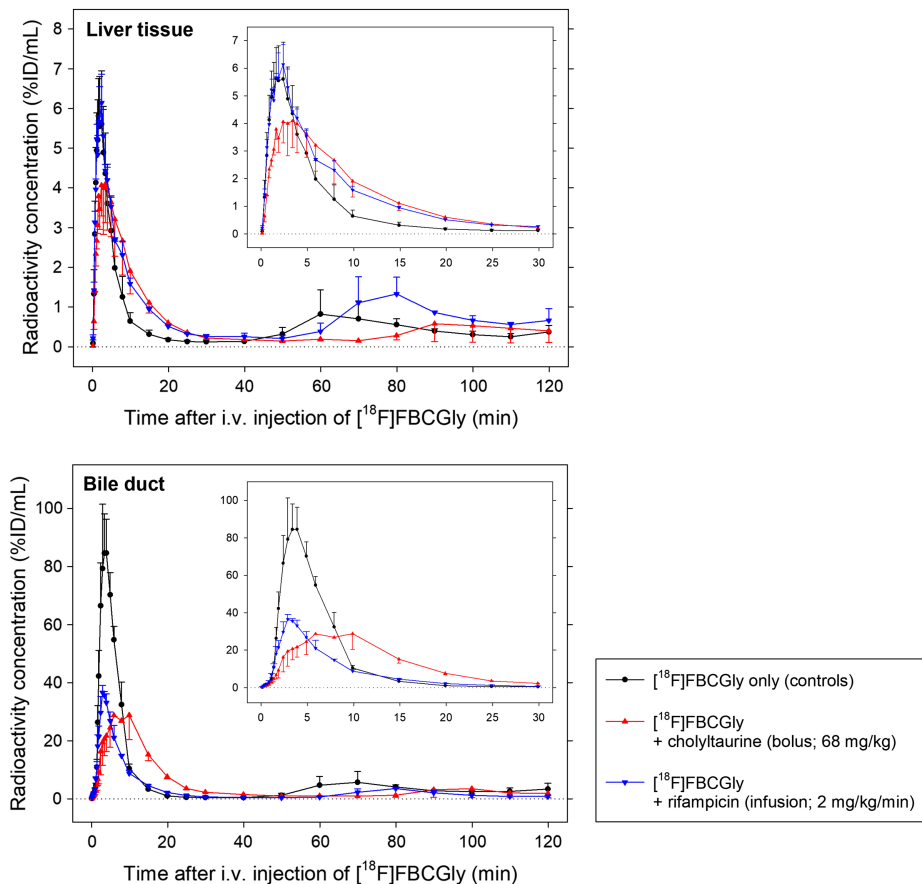 Liver tissue
Radioactivity concentration (%ID/mL)
8
7
6
5
4
3
2
1
0
7
6
5
4
3
2
1
0
0 5 10 15 20 25 30
0 20 40 60 80 100 120
Time after i.v. injection of [¹⁸F]FBCGly (min)
Bile duct
Radioactivity concentration (%ID/mL)
100
80
60
40
20
0
100
80
60
40
20
0
0 5 10 15 20 25 30
0 20 40 60 80 100 120
Time after i.v. injection of [¹⁸F]FBCGly (min)
[¹⁸F]FBCGly only (controls)
[¹⁸F]FBCGly
+ cholyltaurine (bolus; 68 mg/kg)
[¹⁸F]FBCGly
+ rifampicin (infusion; 2 mg/kg/min)